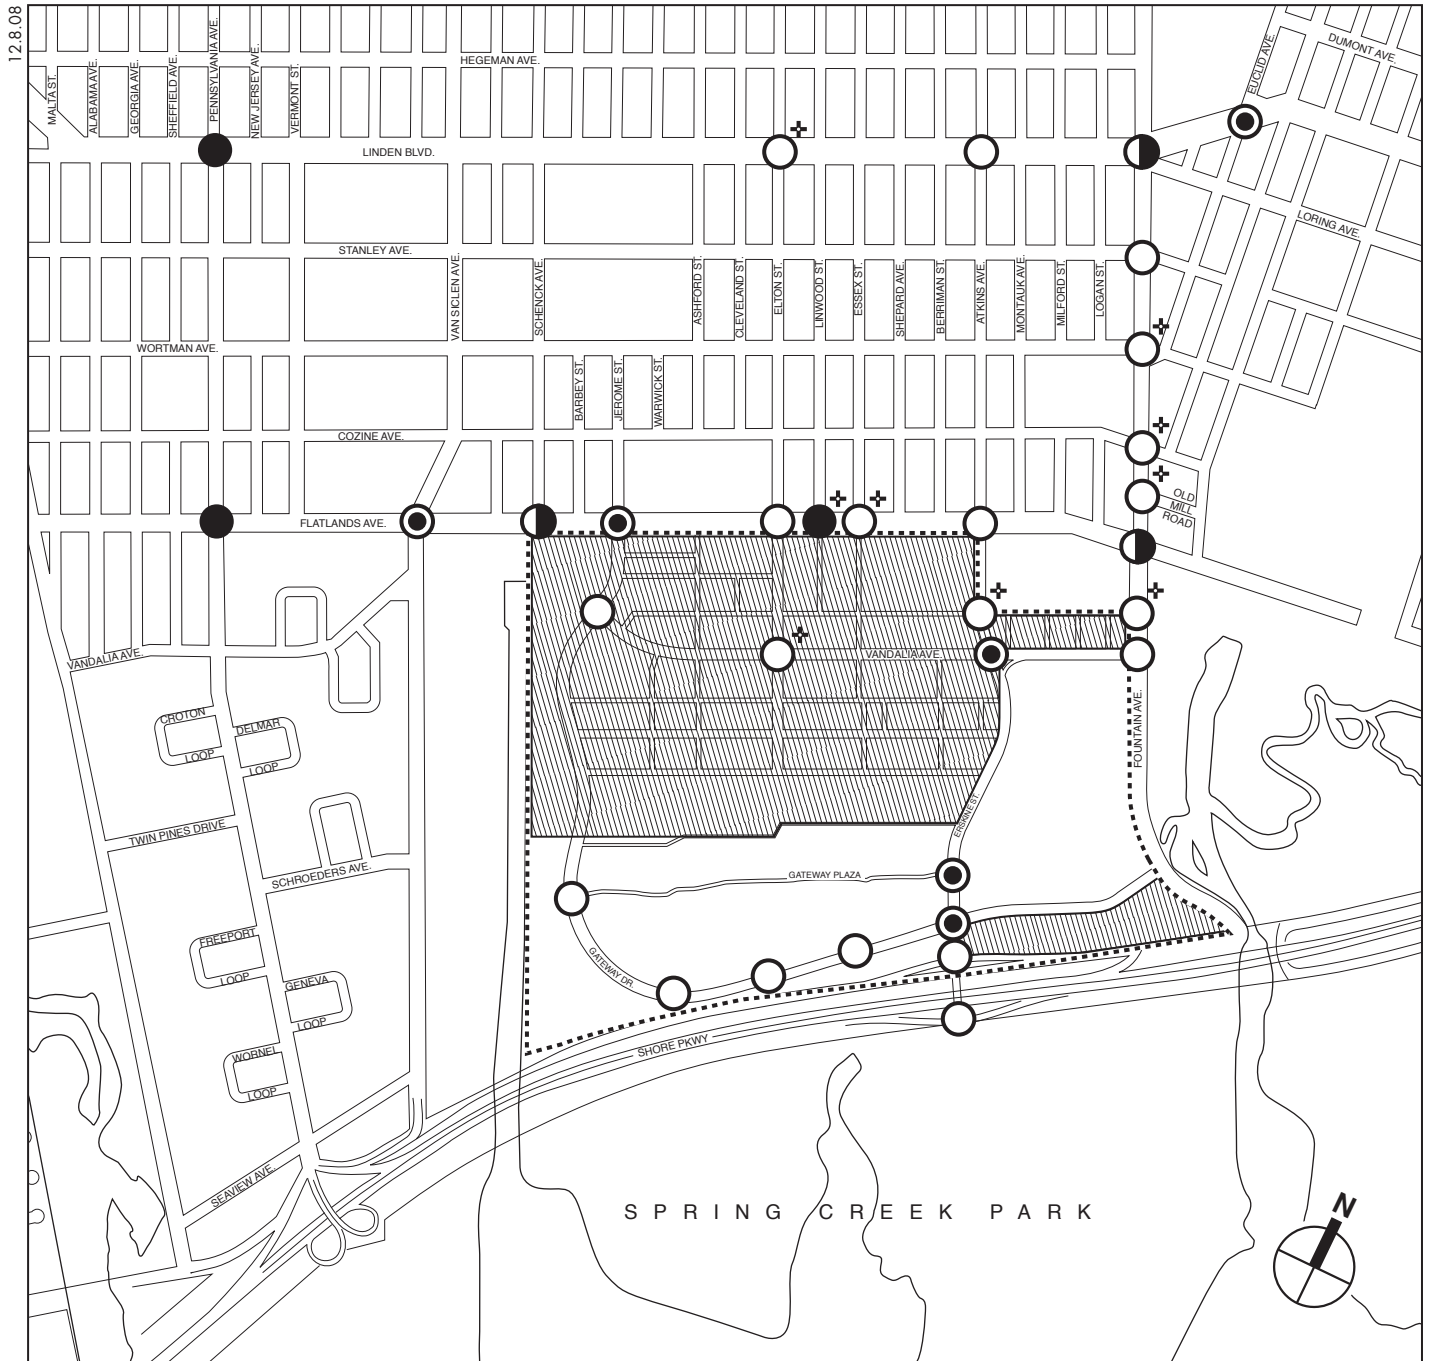 12.8.08
MALTA ST.
ALABAMA AVE.
GEORGIA AVE.
SHEFFIELD AVE.
PENNSYLVANIA AVE.
NEW JERSEY AVE.
VERMONT ST.
HEGEMAN AVE.
EUCLID AVE.
DUMONT AVE.
LINDEN BLVD.
LORING AVE.
STANLEY AVE.
VAN SICLEN AVE.
SCHENCK AVE.
ASHFORD ST.
CLEVELAND ST.
ELTON ST.
LINWOOD ST.
ESSEX ST.
SHEPARD AVE.
BERRIMAN ST.
ATKINS AVE.
MONTAUK AVE.
MILFORD ST.
LOGAN ST.
WORTMAN AVE.
BARBEY ST.
JEROME ST.
WARWICK ST.
COZINE AVE.
OLD
MILL
ROAD
FLATLANDS AVE.
VANDALIA AVE.
VANDALIA AVE.
FOUNTAIN AVE.
CROTON
LOOP
DELMAR
LOOP
TWIN PINES DRIVE
ERSKINE ST.
SCHROEDERS AVE.
GATEWAY PLAZA
FREEPORT
LOOP
GATEWAY DR.
GENEVA
LOOP
SHORE PKWY
WORNEL
LOOP
SEAVIEW AVE.
SPRING CREEK PARK
N